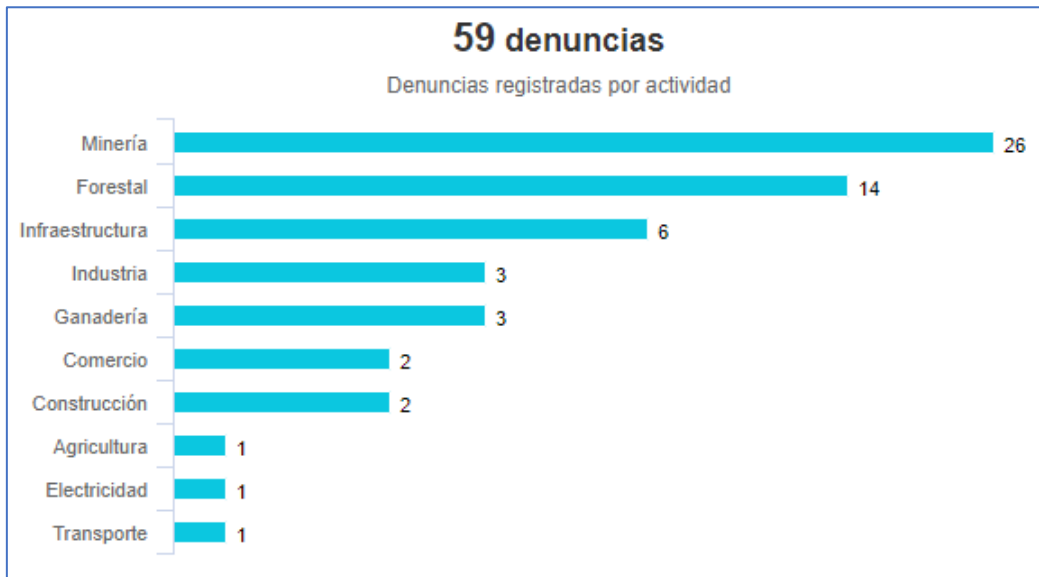 59 denuncias
Denuncias registradas por actividad
Minería 26
Forestal 14
Infraestructura 6
Industria 3
Ganadería 3
Comercio 2
Construcción 2
Agricultura 1
Electricidad 1
Transporte 1